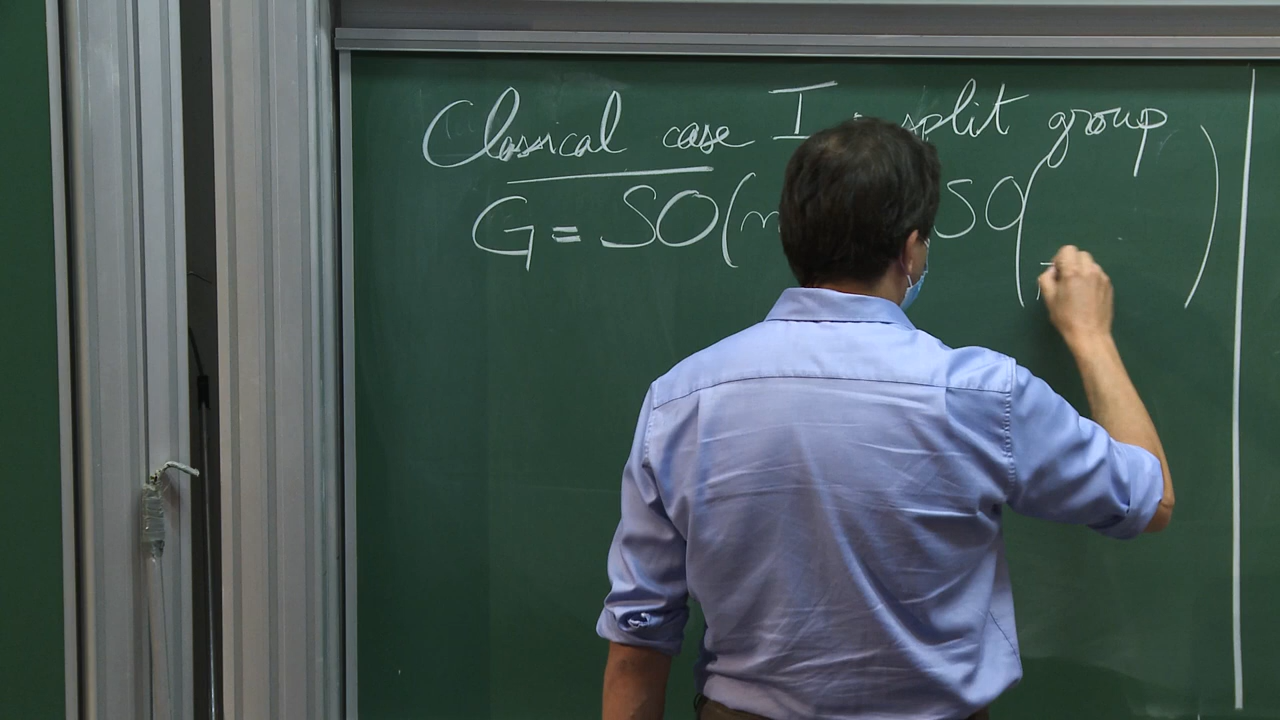 Classical case I : split group
G = SO(n SO( )